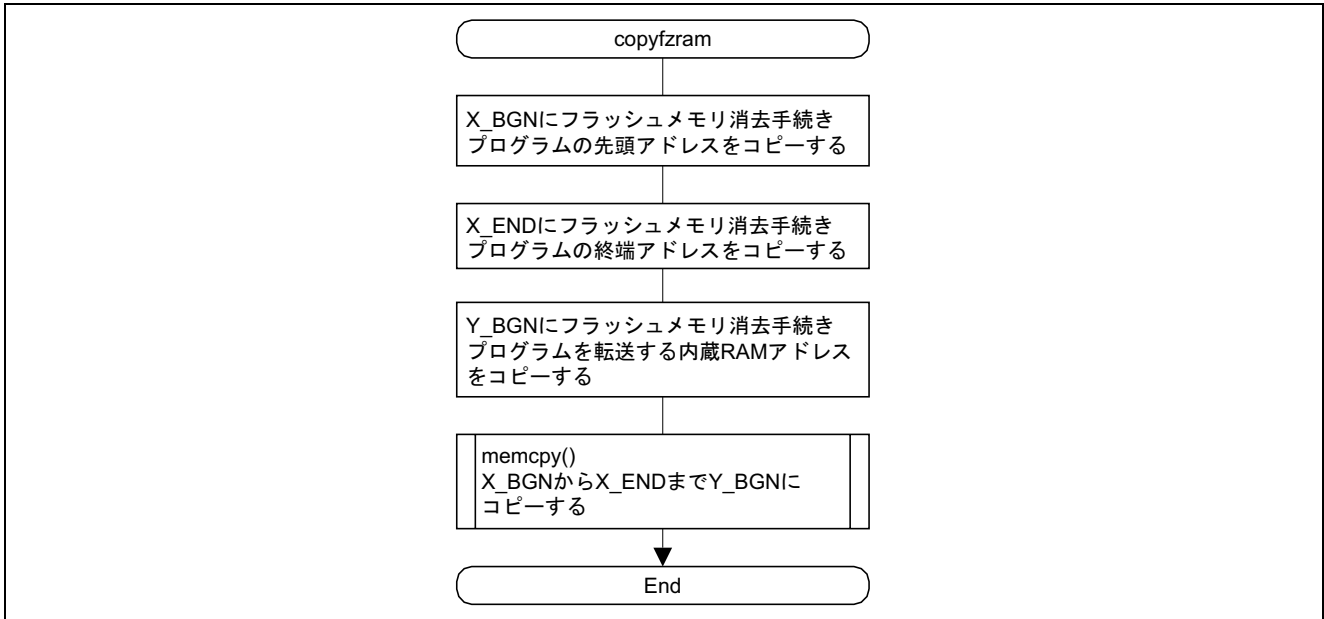 copyfzram
X_BGNにフラッシュメモリ消去手続き
プログラムの先頭アドレスをコピーする
X_ENDにフラッシュメモリ消去手続き
プログラムの終端アドレスをコピーする
Y_BGNにフラッシュメモリ消去手続き
プログラムを転送する内蔵RAMアドレス
をコピーする
memcpy()
X_BGNからX_ENDまでY_BGNに
コピーする
End